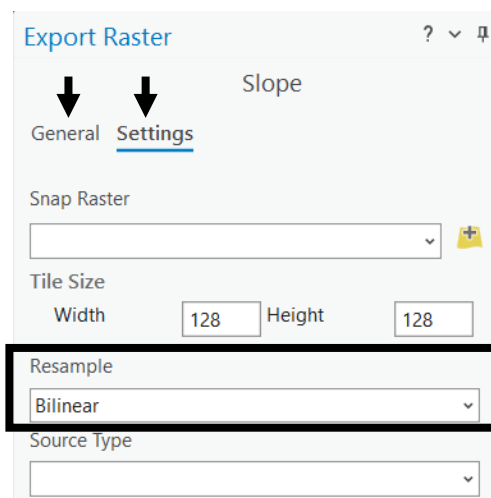 Export Raster ?
Slope
General Settings
Snap Raster
Tile Size
Width 128 Height 128
Resample
Bilinear
Source Type